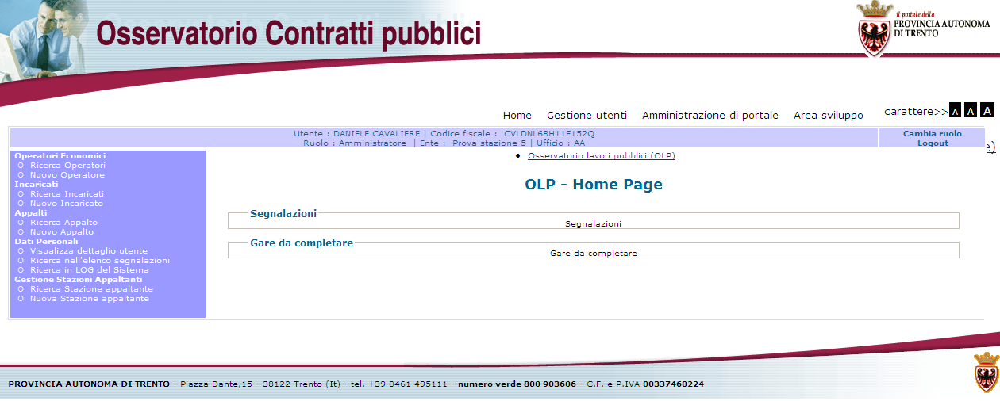 Osservatorio Contratti pubblici
il portale della
PROVINCIA AUTONOMA
DI TRENTO
Home Gestione utenti Amministrazione di portale Area sviluppo carattere>> A A A
Utente : DANIELE CAVALIERE | Codice fiscale : CVLDNL68H11F152Q
Ruolo : Amministratore | Ente : Prova stazione 5 | Ufficio : AA
Cambia ruolo
Logout
e)
Operatori Economici
Ricerca Operatori
Nuovo Operatore
Incaricati
Ricerca Incaricati
Nuovo Incaricato
Appalti
Ricerca Appalto
Nuovo Appalto
Dati Personali
Visualizza dettaglio utente
Ricerca nell'elenco segnalazioni
Ricerca in LOG del Sistema
Gestione Stazioni Appaltanti
Ricerca Stazione appaltante
Nuova Stazione appaltante
• Osservatorio lavori pubblici (OLP)
OLP - Home Page
Segnalazioni
Segnalazioni
Gare da completare
Gare da completare
PROVINCIA AUTONOMA DI TRENTO - Piazza Dante,15 - 38122 Trento (It) - tel. +39 0461 495111 - numero verde 800 903606 - C.F. e P.IVA 00337460224